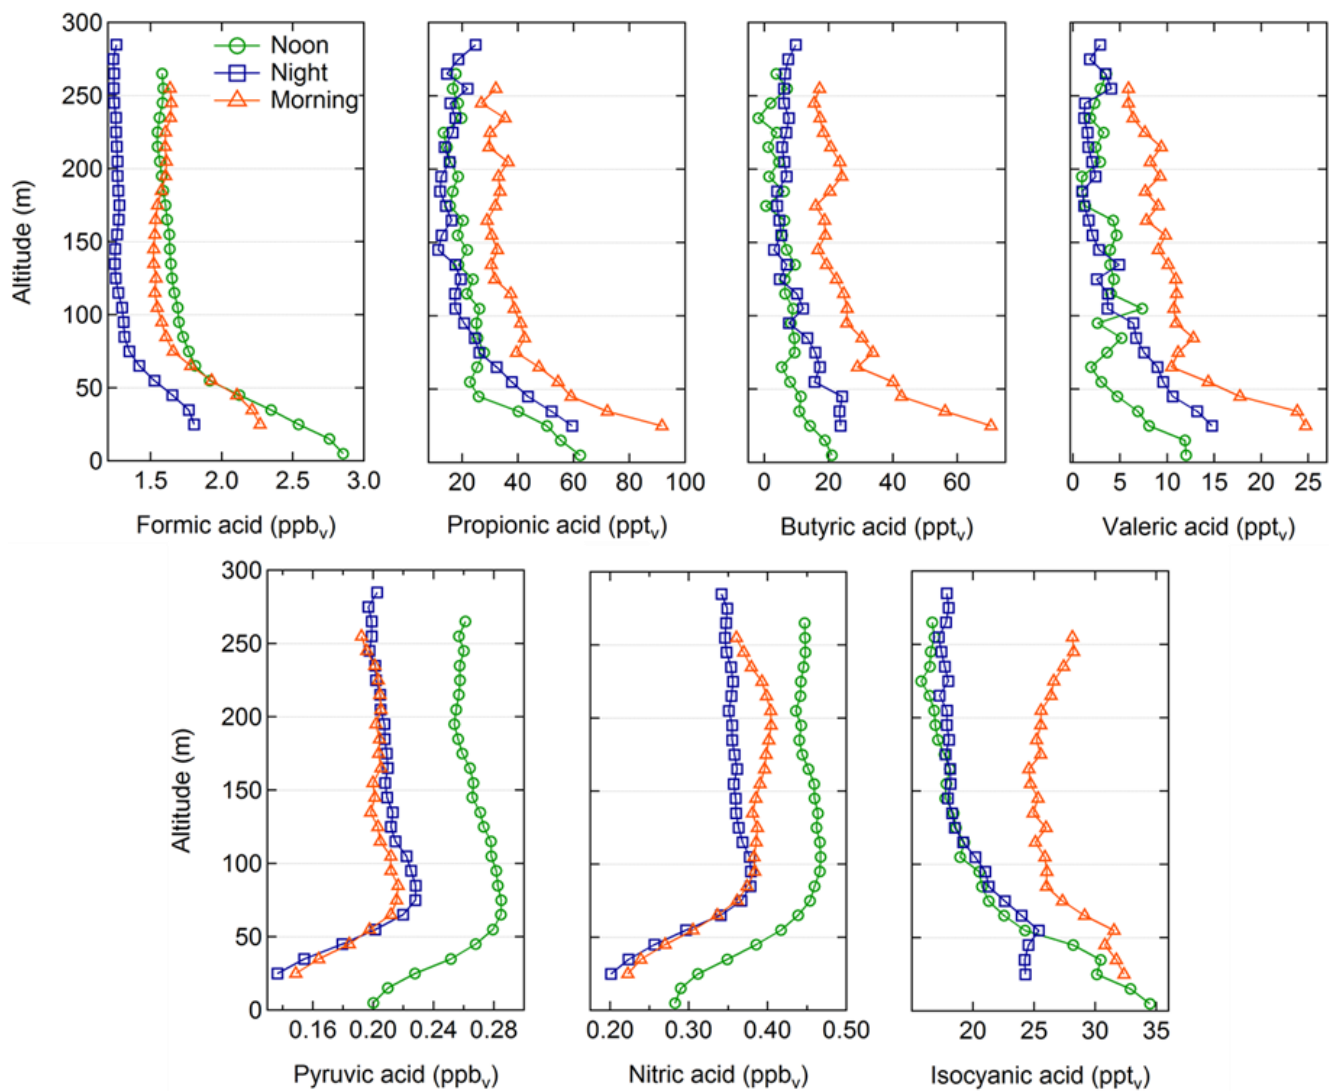 300
250
200
150
100
50
0
Altitude (m)
Noon
Night
Morning
1.5 2.0 2.5 3.0
20 40 60 80 100
0 20 40 60
0 5 10 15 20 25
Formic acid (ppbv)
Propionic acid (pptv)
Butyric acid (pptv)
Valeric acid (pptv)
300
250
200
150
100
50
0
Altitude (m)
0.16 0.20 0.24 0.28
0.20 0.30 0.40 0.50
20 25 30 35
Pyruvic acid (ppbv)
Nitric acid (ppbv)
Isocyanic acid (pptv)